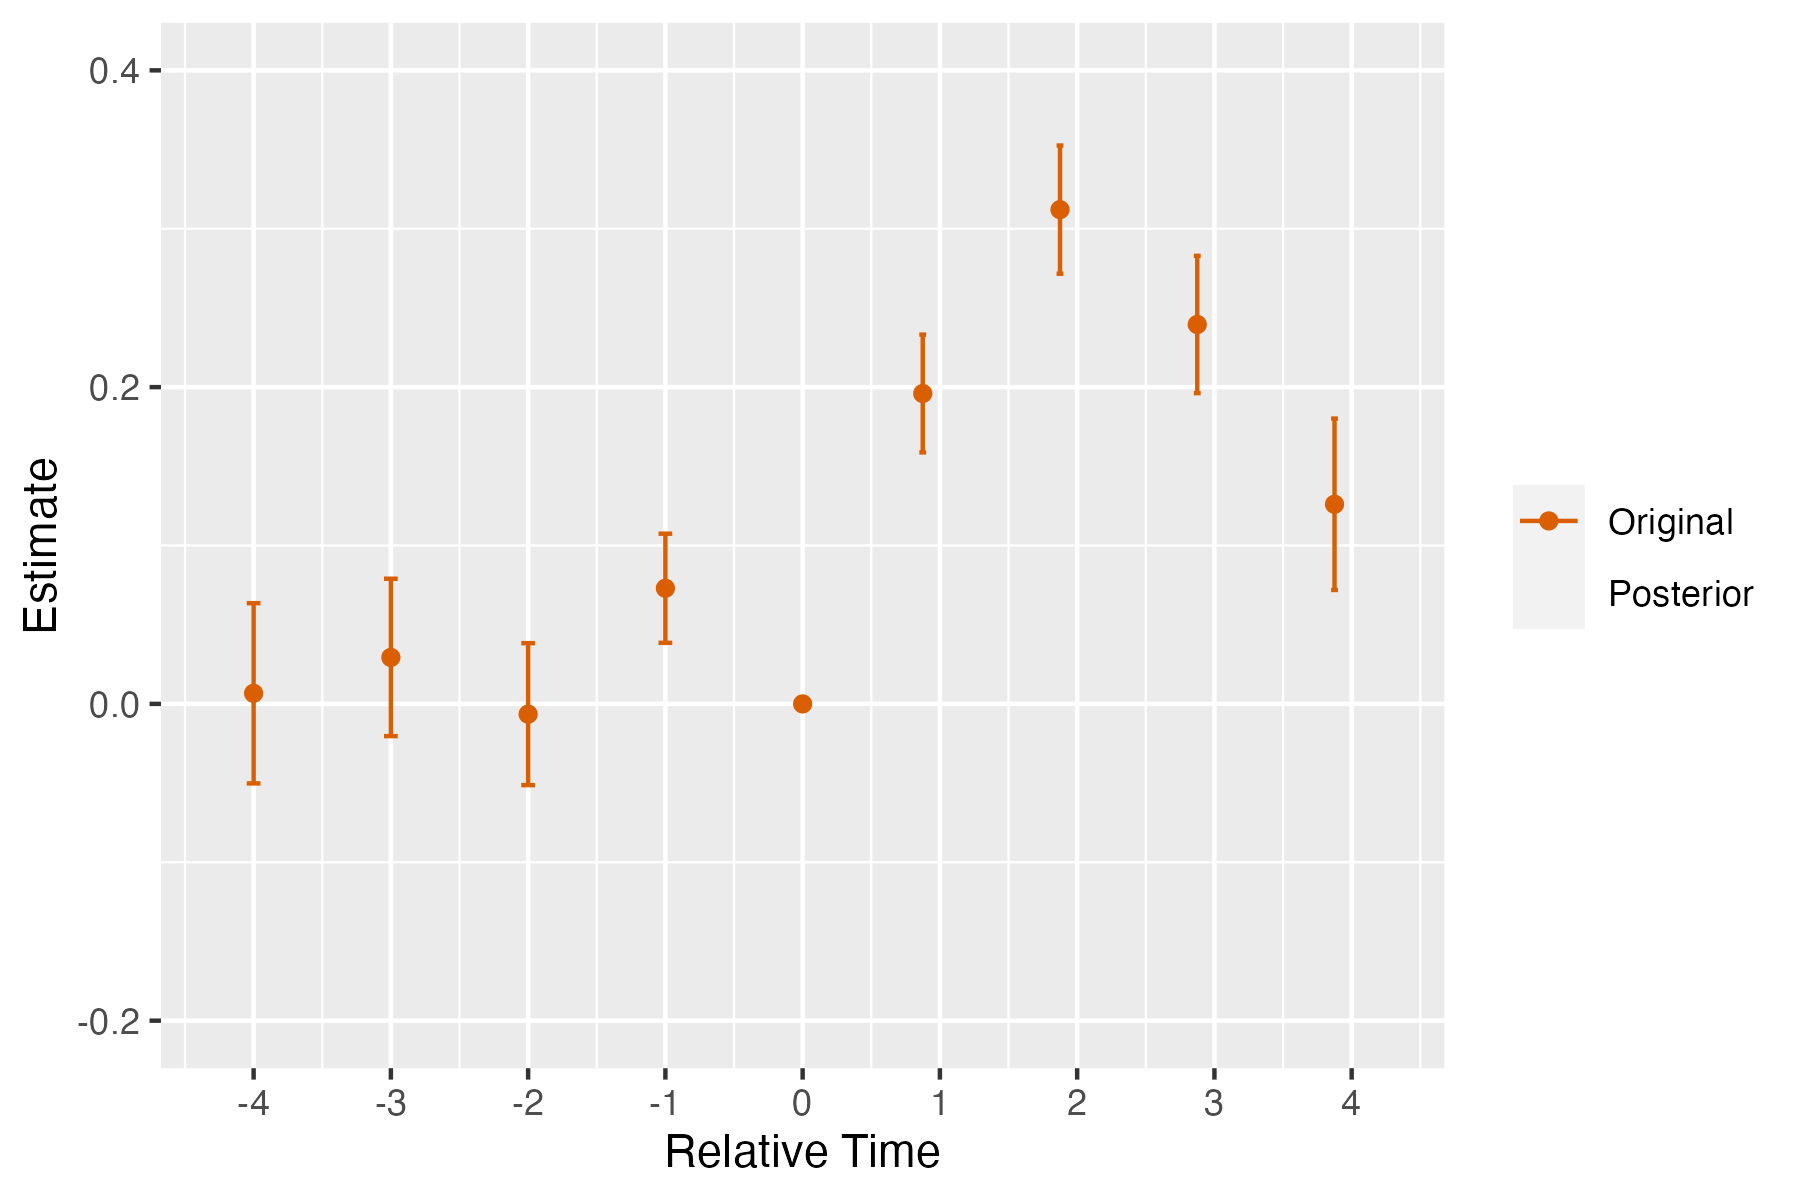 0.4
0.2
0.0
-0.2
Estimate
-4 -3 -2 -1 0 1 2 3 4
Relative Time
Original
Posterior